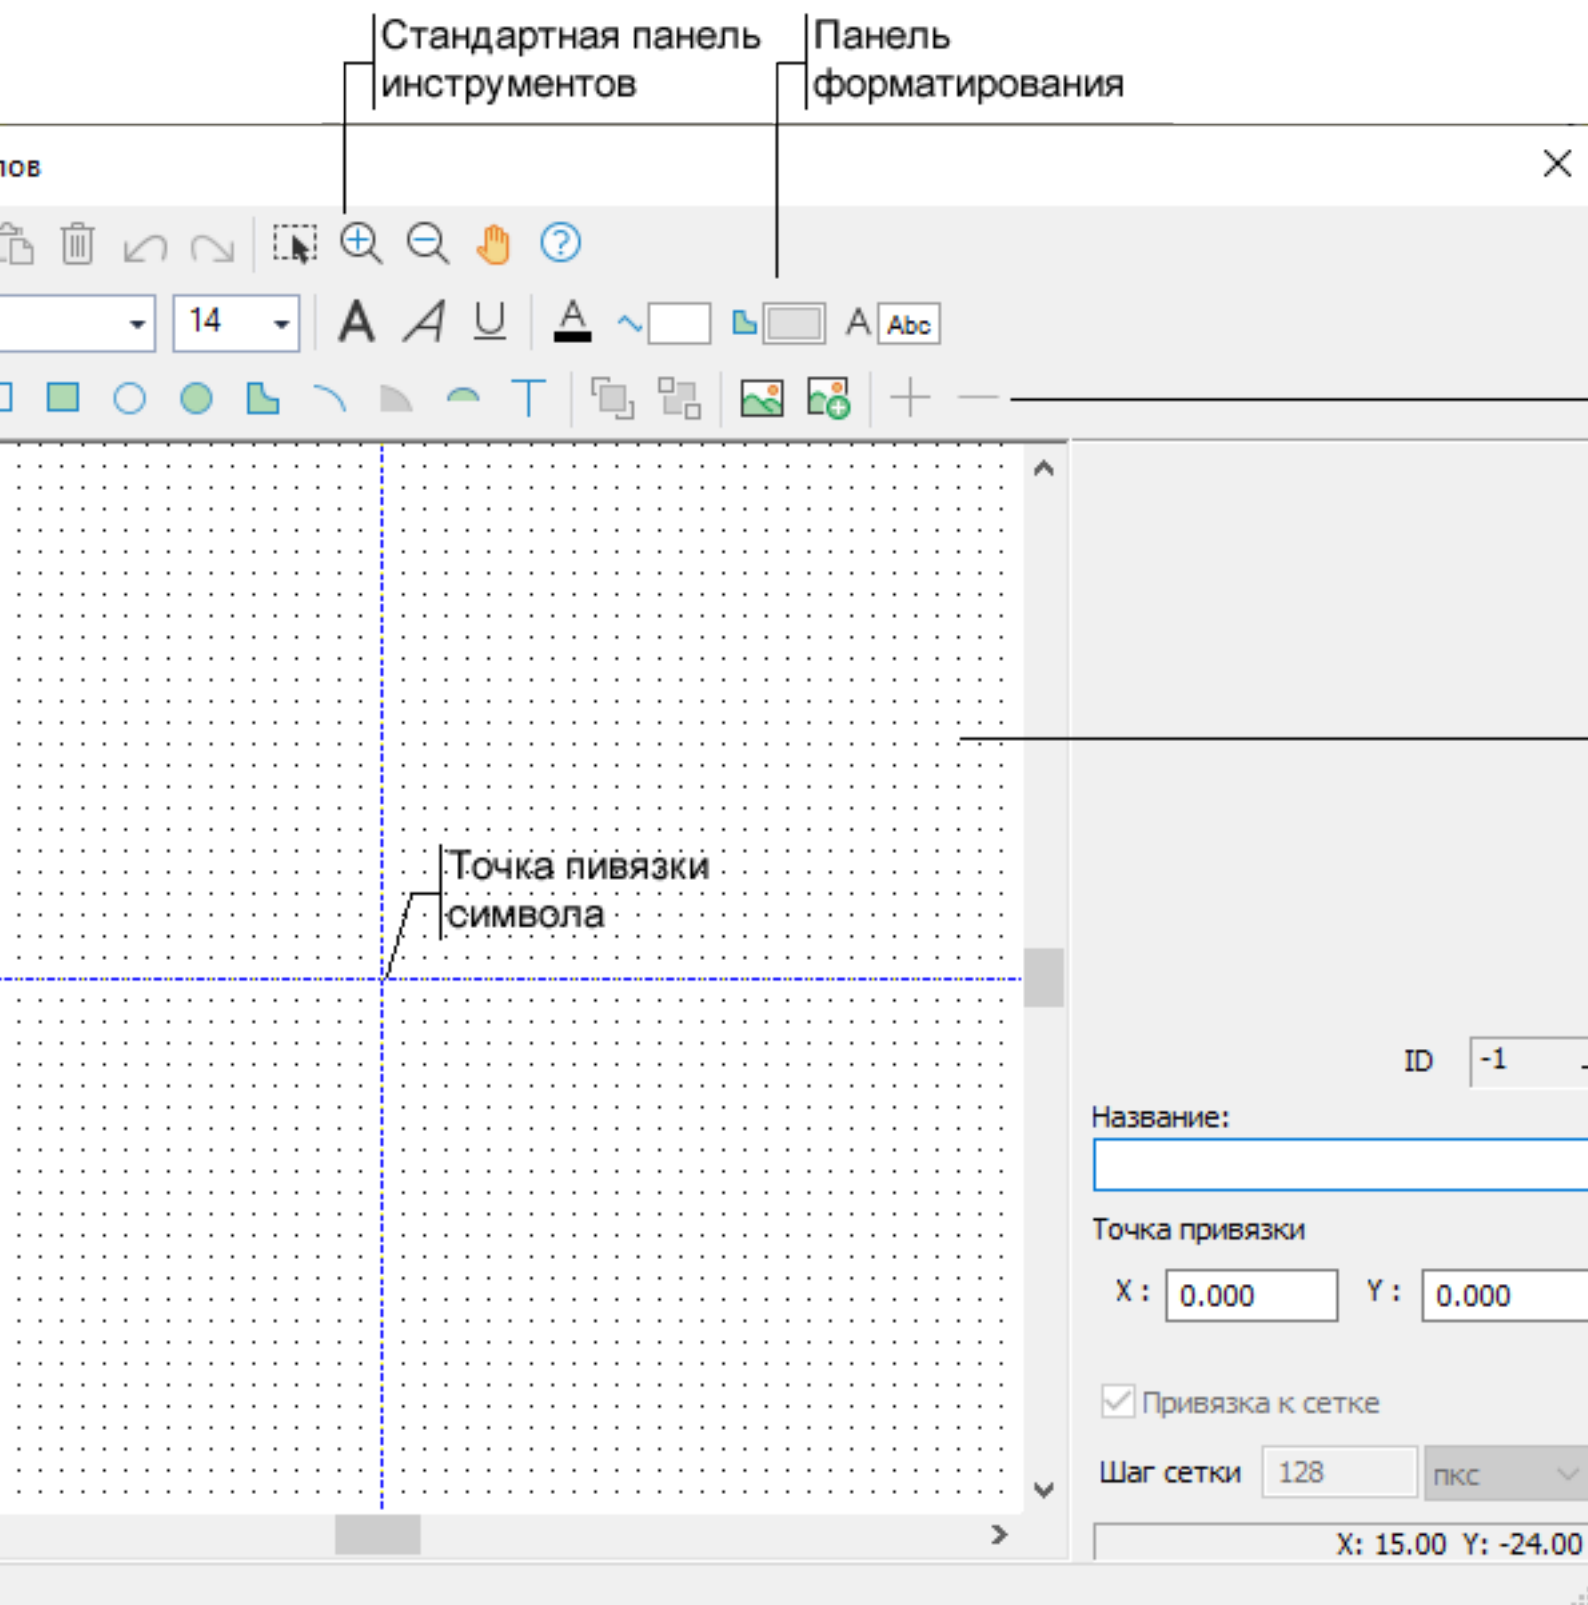 Стандартная панель
инструментов
Панель
форматирования
лов
14
A A U A A Abc
Точка пивязки
символа
ID -1
Название:
Точка привязки
X : 0.000 Y : 0.000
Привязка к сетке
Шаг сетки 128 пкс
X: 15.00 Y: -24.00